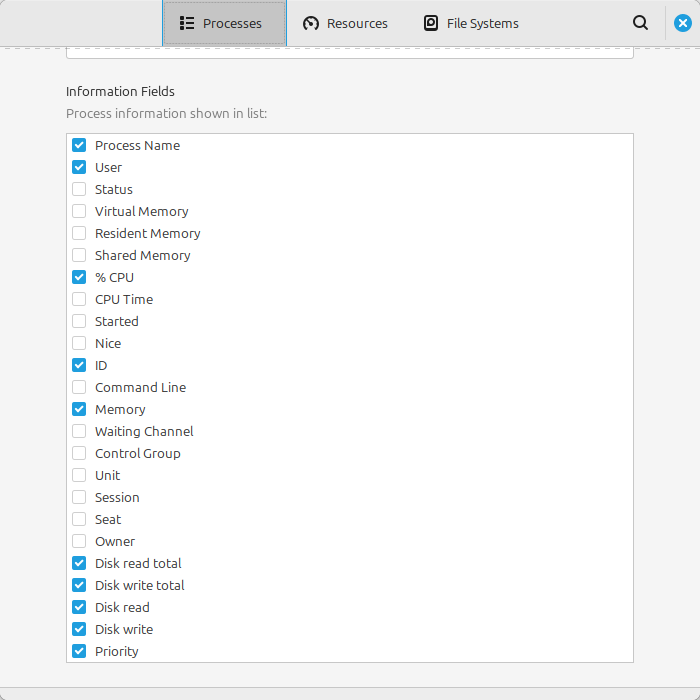 Processes
Resources
File Systems
Information Fields
Process information shown in list:
Process Name
User
Status
Virtual Memory
Resident Memory
Shared Memory
% CPU
CPU Time
Started
Nice
ID
Command Line
Memory
Waiting Channel
Control Group
Unit
Session
Seat
Owner
Disk read total
Disk write total
Disk read
Disk write
Priority